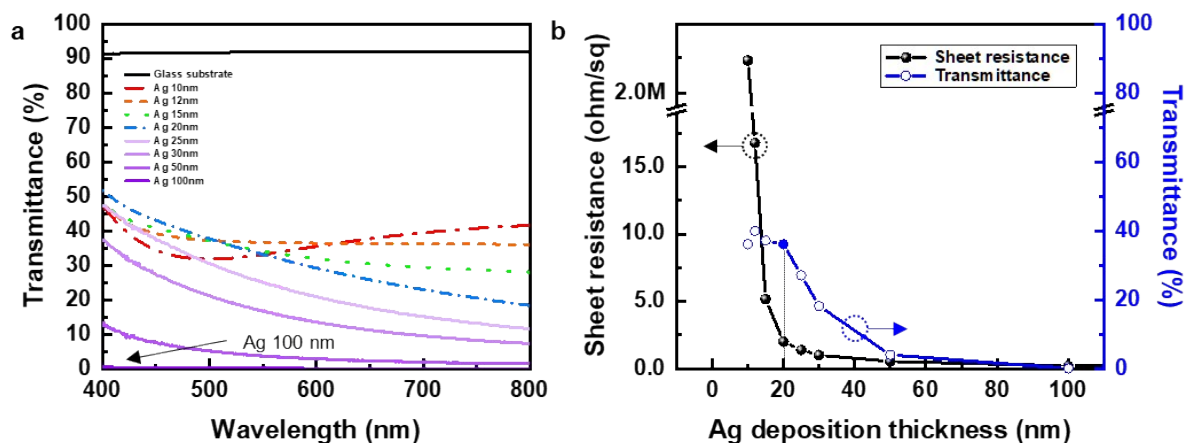 a
100
90
80
70
60
50
40
30
20
10
0
Transmittance (%)
Glass substrate
Ag 10nm
Ag 12nm
Ag 15nm
Ag 20nm
Ag 25nm
Ag 30nm
Ag 50nm
Ag 100nm
Ag 100 nm
400 500 600 700 800
Wavelength (nm)
b
Sheet resistance (ohm/sq)
2.0M
15.0
10.0
5.0
0.0
Sheet resistance
Transmittance
100
80
60
40
20
0
Transmittance (%)
0 20 40 60 80 100
Ag deposition thickness (nm)